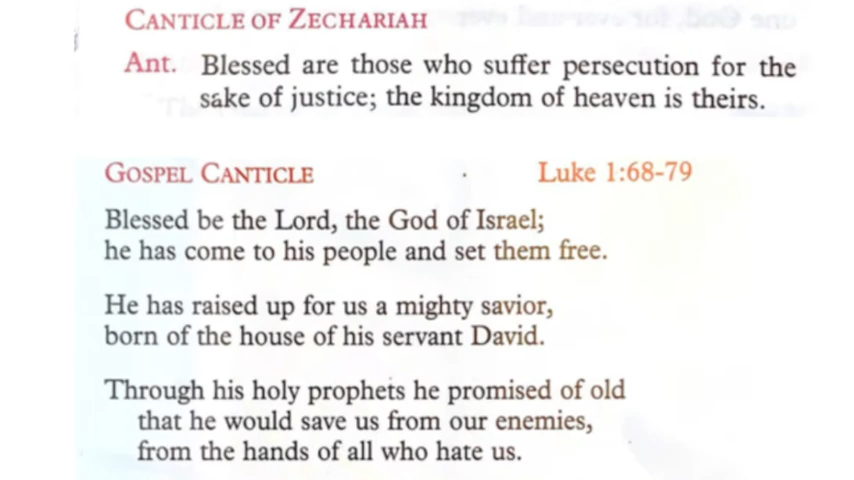 CANTICLE OF ZECHARIAH
Ant. Blessed are those who suffer persecution for the
sake of justice; the kingdom of heaven is theirs.
GOSPEL CANTICLE Luke 1:68-79
Blessed be the Lord, the God of Israel;
he has come to his people and set them free.
He has raised up for us a mighty savior,
born of the house of his servant David.
Through his holy prophets he promised of old
that he would save us from our enemies,
from the hands of all who hate us.